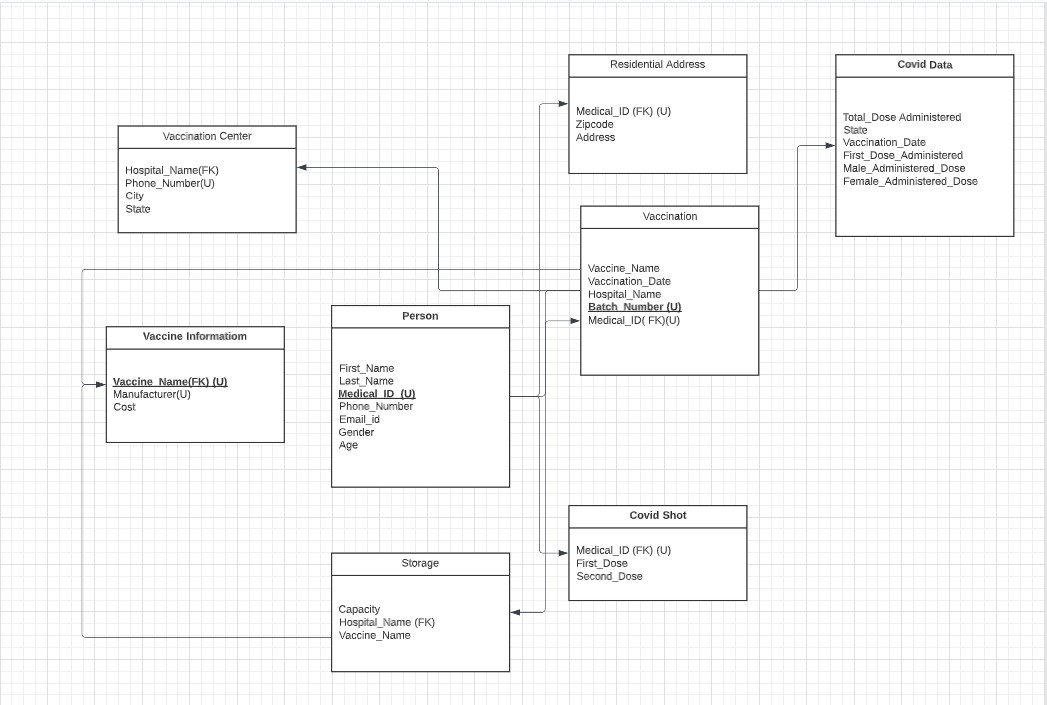 Residential Address
Medical_ID (FK) (U)
Zipcode
Address
Covid Data
Total_Dose Administered
State
Vaccination_Date
First_Dose_Administered
Male_Administered_Dose
Female_Administered_Dose
Vaccination Center
Hospital_Name(FK)
Phone_Number(U)
City
State
Vaccination
Vaccine_Name
Vaccination_Date
Hospital_Name
Batch_Number (U)
Medical_ID( FK)(U)
Person
First_Name
Last_Name
Medical_ID (U)
Phone_Number
Email_id
Gender
Age
Vaccine Informatiom
Vaccine_Name(FK) (U)
Manufacturer(U)
Cost
Covid Shot
Medical_ID (FK) (U)
First_Dose
Second_Dose
Storage
Capacity
Hospital_Name (FK)
Vaccine_Name